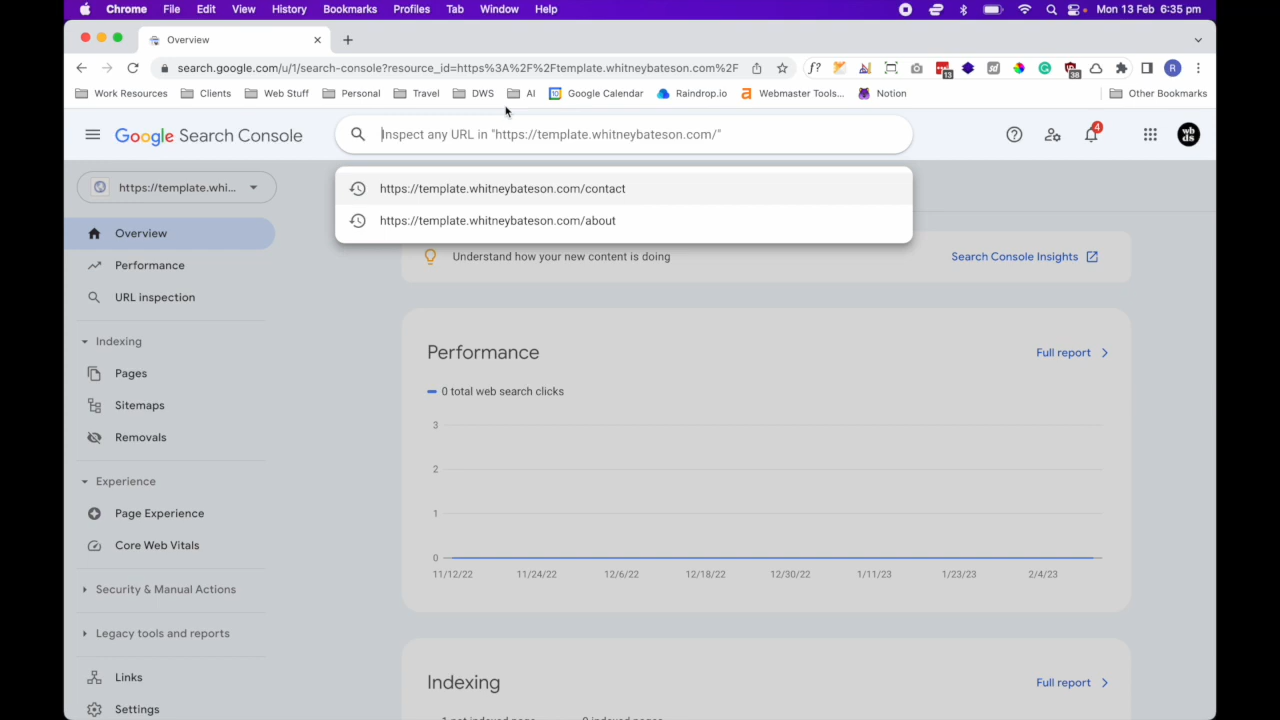 Chrome File Edit View History Bookmarks Profiles Tab Window Help Mon 13 Feb 6:35 pm
Overview
search.google.com/u/1/search-console?resource_id=https%3A%2F%2Ftemplate.whitneybateson.com%2F f? 13 sd 38 R
Work Resources Clients Web Stuff Personal Travel DWS AI 10 Google Calendar Raindrop.io Webmaster Tools... Notion Other Bookmarks
Google Search Console Inspect any URL in "https://template.whitneybateson.com/" 4 wb ds
https://template.whi...
https://template.whitneybateson.com/contact
https://template.whitneybateson.com/about
Overview
Performance
URL inspection
Indexing
Pages
Sitemaps
Removals
Experience
Page Experience
Core Web Vitals
Security & Manual Actions
Legacy tools and reports
Links
Settings
Understand how your new content is doing Search Console Insights
Performance Full report
0 total web search clicks
3
2
1
0
11/12/22 11/24/22 12/6/22 12/18/22 12/30/22 1/11/23 1/23/23 2/4/23
Indexing Full report